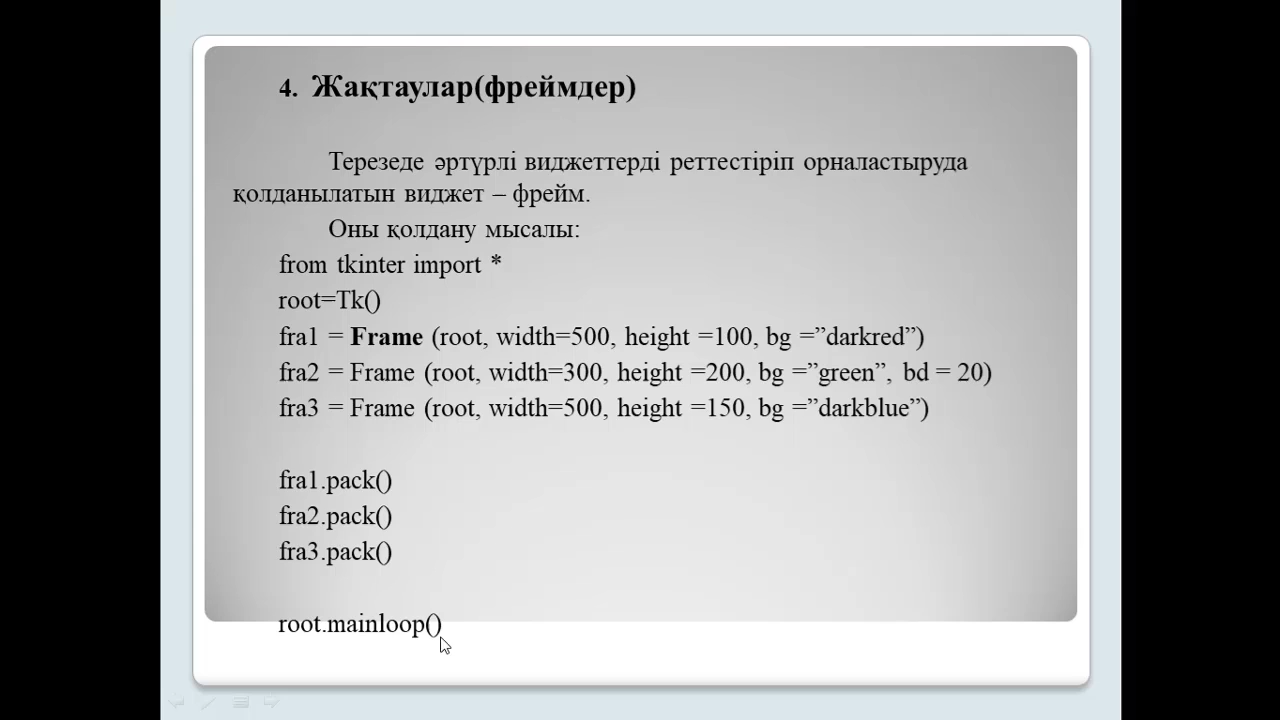 4. Жақтаулар(фреймдер)
Терезеде әртүрлі виджеттерді реттестіріп орналастыруда
қолданылатын виджет – фрейм.
Оны қолдану мысалы:
from tkinter import *
root=Tk()
fra1 = Frame (root, width=500, height =100, bg =”darkred”)
fra2 = Frame (root, width=300, height =200, bg =”green”, bd = 20)
fra3 = Frame (root, width=500, height =150, bg =”darkblue”)
fra1.pack()
fra2.pack()
fra3.pack()
root.mainloop()